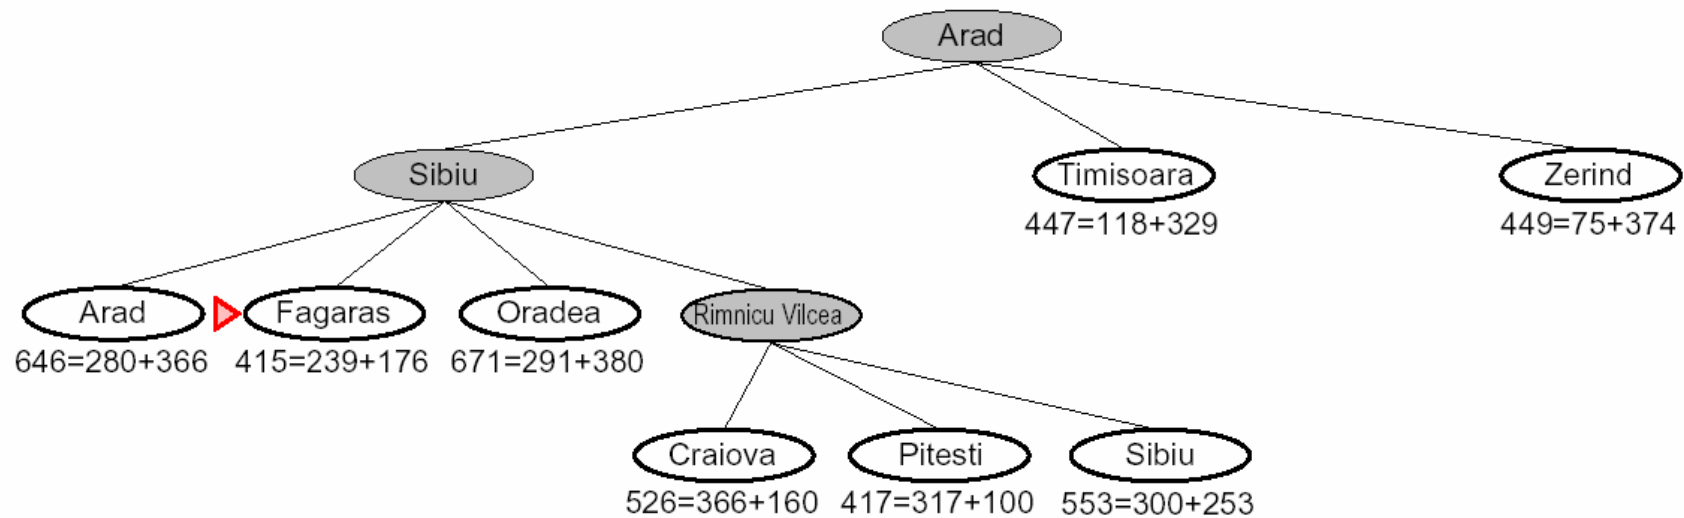 Arad
Sibiu
Timisoara
Zerind
447=118+329
449=75+374
Arad
Fagaras
Oradea
Rimnicu Vilcea
646=280+366
415=239+176
671=291+380
Craiova
Pitesti
Sibiu
526=366+160
417=317+100
553=300+253